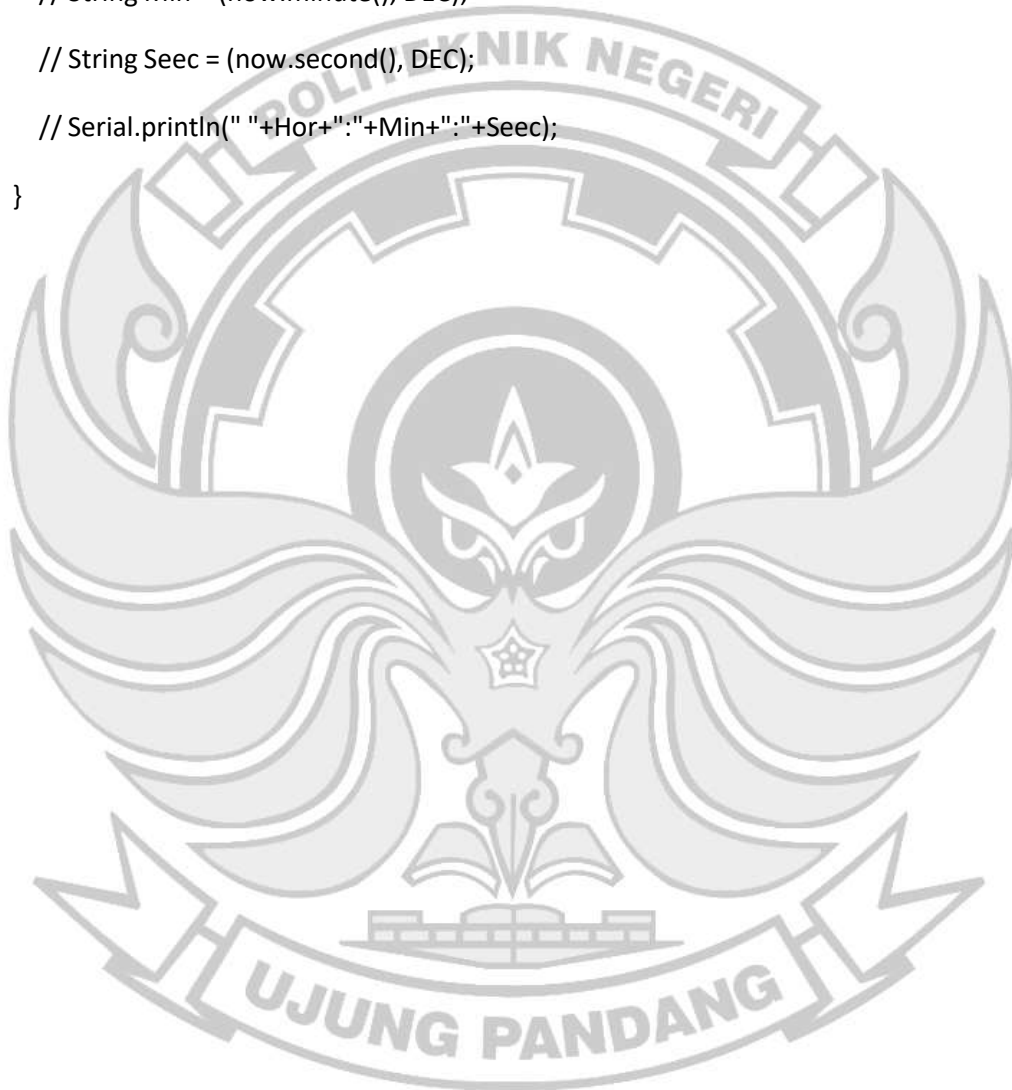 // String Min = (now.minute(), DEC);
// String Seec = (now.second(), DEC);
// Serial.println(" "+Hor+":"+Min+":"+Seec);
}
POLITEKNIK NEGERI
UJUNG PANDANG